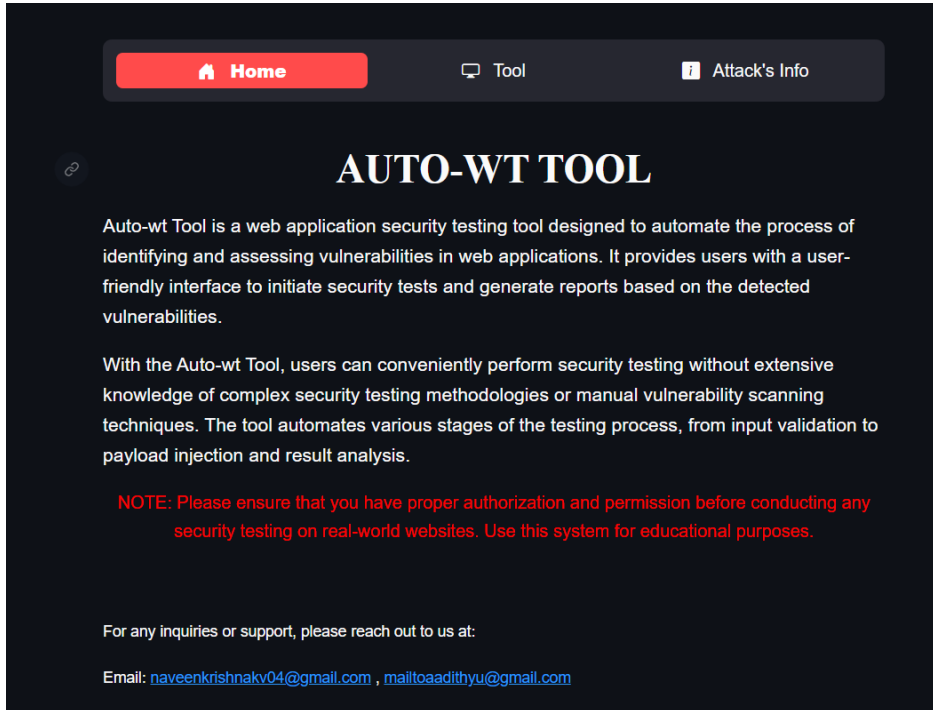 Home
Tool
Attack's Info
AUTO-WT TOOL
Auto-wt Tool is a web application security testing tool designed to automate the process of
identifying and assessing vulnerabilities in web applications. It provides users with a user-
friendly interface to initiate security tests and generate reports based on the detected
vulnerabilities.
With the Auto-wt Tool, users can conveniently perform security testing without extensive
knowledge of complex security testing methodologies or manual vulnerability scanning
techniques. The tool automates various stages of the testing process, from input validation to
payload injection and result analysis.
NOTE: Please ensure that you have proper authorization and permission before conducting any
security testing on real-world websites. Use this system for educational purposes.
For any inquiries or support, please reach out to us at:
Email: naveenkrishnakv04@gmail.com , mailtoaadithyu@gmail.com